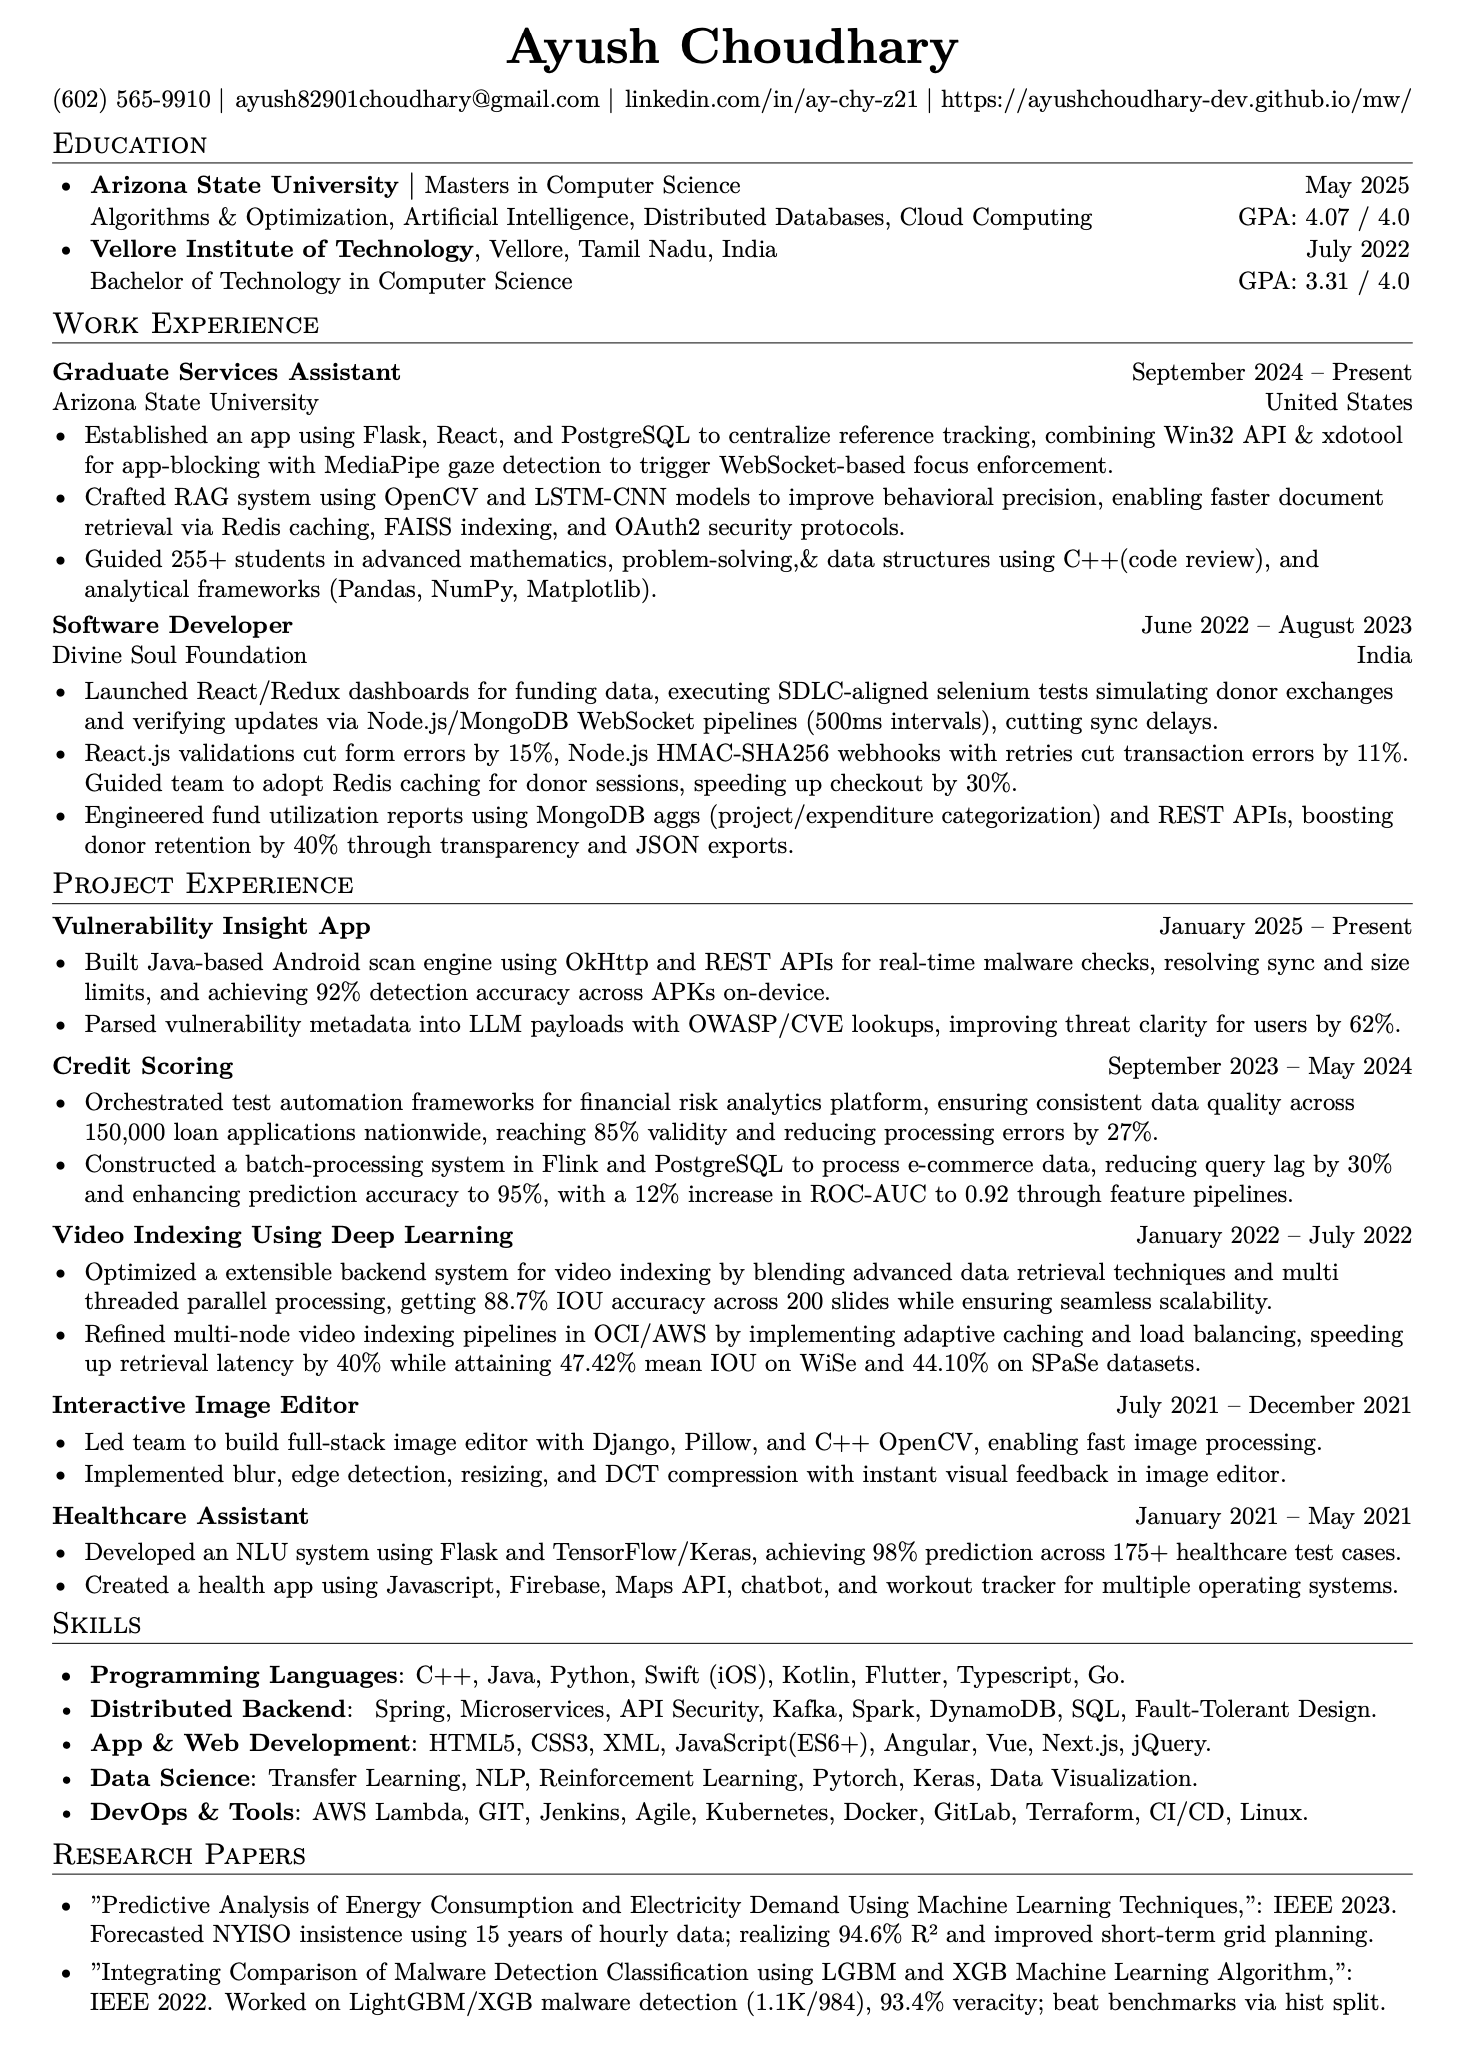 Ayush Choudhary
(602) 565-9910 | ayush82901choudhary@gmail.com | linkedin.com/in/ay-chy-z21 | https://ayushchoudhary-dev.github.io/mw/
Education
• Arizona State University | Masters in Computer Science May 2025
Algorithms & Optimization, Artificial Intelligence, Distributed Databases, Cloud Computing GPA: 4.07 / 4.0
• Vellore Institute of Technology, Vellore, Tamil Nadu, India July 2022
Bachelor of Technology in Computer Science GPA: 3.31 / 4.0
Work Experience
Graduate Services Assistant September 2024 – Present
Arizona State University United States
• Established an app using Flask, React, and PostgreSQL to centralize reference tracking, combining Win32 API & xdotool
for app-blocking with MediaPipe gaze detection to trigger WebSocket-based focus enforcement.
• Crafted RAG system using OpenCV and LSTM-CNN models to improve behavioral precision, enabling faster document
retrieval via Redis caching, FAISS indexing, and OAuth2 security protocols.
• Guided 255+ students in advanced mathematics, problem-solving,& data structures using C++(code review), and
analytical frameworks (Pandas, NumPy, Matplotlib).
Software Developer June 2022 – August 2023
Divine Soul Foundation India
• Launched React/Redux dashboards for funding data, executing SDLC-aligned selenium tests simulating donor exchanges
and verifying updates via Node.js/MongoDB WebSocket pipelines (500ms intervals), cutting sync delays.
• React.js validations cut form errors by 15%, Node.js HMAC-SHA256 webhooks with retries cut transaction errors by 11%.
Guided team to adopt Redis caching for donor sessions, speeding up checkout by 30%.
• Engineered fund utilization reports using MongoDB aggs (project/expenditure categorization) and REST APIs, boosting
donor retention by 40% through transparency and JSON exports.
Project Experience
Vulnerability Insight App January 2025 – Present
• Built Java-based Android scan engine using OkHttp and REST APIs for real-time malware checks, resolving sync and size
limits, and achieving 92% detection accuracy across APKs on-device.
• Parsed vulnerability metadata into LLM payloads with OWASP/CVE lookups, improving threat clarity for users by 62%.
Credit Scoring September 2023 – May 2024
• Orchestrated test automation frameworks for financial risk analytics platform, ensuring consistent data quality across
150,000 loan applications nationwide, reaching 85% validity and reducing processing errors by 27%.
• Constructed a batch-processing system in Flink and PostgreSQL to process e-commerce data, reducing query lag by 30%
and enhancing prediction accuracy to 95%, with a 12% increase in ROC-AUC to 0.92 through feature pipelines.
Video Indexing Using Deep Learning January 2022 – July 2022
• Optimized a extensible backend system for video indexing by blending advanced data retrieval techniques and multi
threaded parallel processing, getting 88.7% IOU accuracy across 200 slides while ensuring seamless scalability.
• Refined multi-node video indexing pipelines in OCI/AWS by implementing adaptive caching and load balancing, speeding
up retrieval latency by 40% while attaining 47.42% mean IOU on WiSe and 44.10% on SPaSe datasets.
Interactive Image Editor July 2021 – December 2021
• Led team to build full-stack image editor with Django, Pillow, and C++ OpenCV, enabling fast image processing.
• Implemented blur, edge detection, resizing, and DCT compression with instant visual feedback in image editor.
Healthcare Assistant January 2021 – May 2021
• Developed an NLU system using Flask and TensorFlow/Keras, achieving 98% prediction across 175+ healthcare test cases.
• Created a health app using Javascript, Firebase, Maps API, chatbot, and workout tracker for multiple operating systems.
Skills
• Programming Languages: C++, Java, Python, Swift (iOS), Kotlin, Flutter, Typescript, Go.
• Distributed Backend: Spring, Microservices, API Security, Kafka, Spark, DynamoDB, SQL, Fault-Tolerant Design.
• App & Web Development: HTML5, CSS3, XML, JavaScript(ES6+), Angular, Vue, Next.js, jQuery.
• Data Science: Transfer Learning, NLP, Reinforcement Learning, Pytorch, Keras, Data Visualization.
• DevOps & Tools: AWS Lambda, GIT, Jenkins, Agile, Kubernetes, Docker, GitLab, Terraform, CI/CD, Linux.
Research Papers
• ”Predictive Analysis of Energy Consumption and Electricity Demand Using Machine Learning Techniques,”: IEEE 2023.
Forecasted NYISO insistence using 15 years of hourly data; realizing 94.6% R² and improved short-term grid planning.
• ”Integrating Comparison of Malware Detection Classification using LGBM and XGB Machine Learning Algorithm,”:
IEEE 2022. Worked on LightGBM/XGB malware detection (1.1K/984), 93.4% veracity; beat benchmarks via hist split.